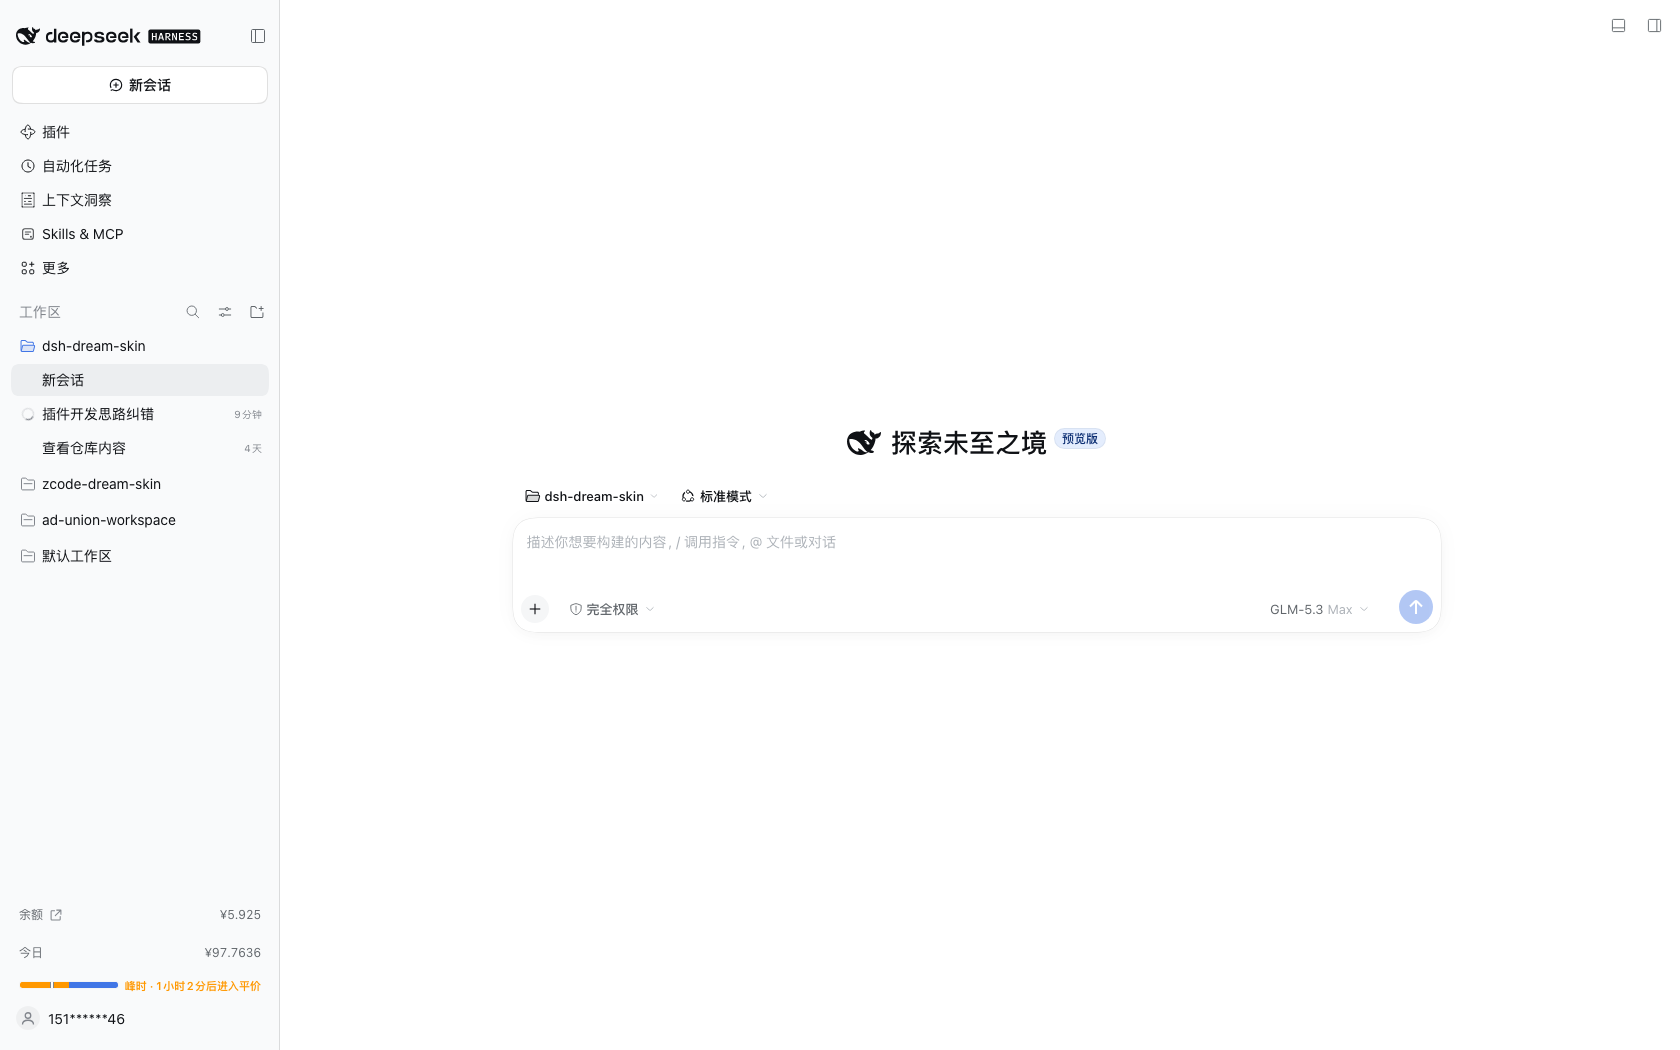 deepseek HARNESS
新会话
插件
自动化任务
上下文洞察
Skills & MCP
更多
工作区
dsh-dream-skin
新会话
插件开发思路纠错 9分钟
查看仓库内容 4天
zcode-dream-skin
ad-union-workspace
默认工作区
余额 ¥5.925
今日 ¥97.7636
峰时 · 1小时2分后进入平价
151******46
探索未至之境 预览版
dsh-dream-skin 标准模式
描述你想要构建的内容, / 调用指令, @ 文件或对话
完全权限 GLM-5.3 Max